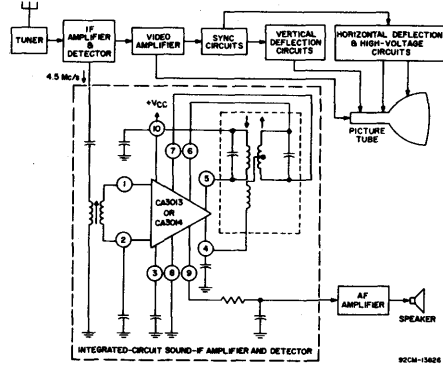 TUNER
IF
AMPLIFIER
&
DETECTOR
VIDEO
AMPLIFIER
SYNC
CIRCUITS
VERTICAL
DEFLECTION
CIRCUITS
HORIZONTAL DEFLECTION
& HIGH-VOLTAGE
CIRCUITS
PICTURE
TUBE
4.5 Mc/s
+VCC
10
7
6
5
1
2
CA3013
OR
CA3014
4
3
8
9
AF
AMPLIFIER
SPEAKER
INTEGRATED-CIRCUIT SOUND-IF AMPLIFIER AND DETECTOR
92CM-13826